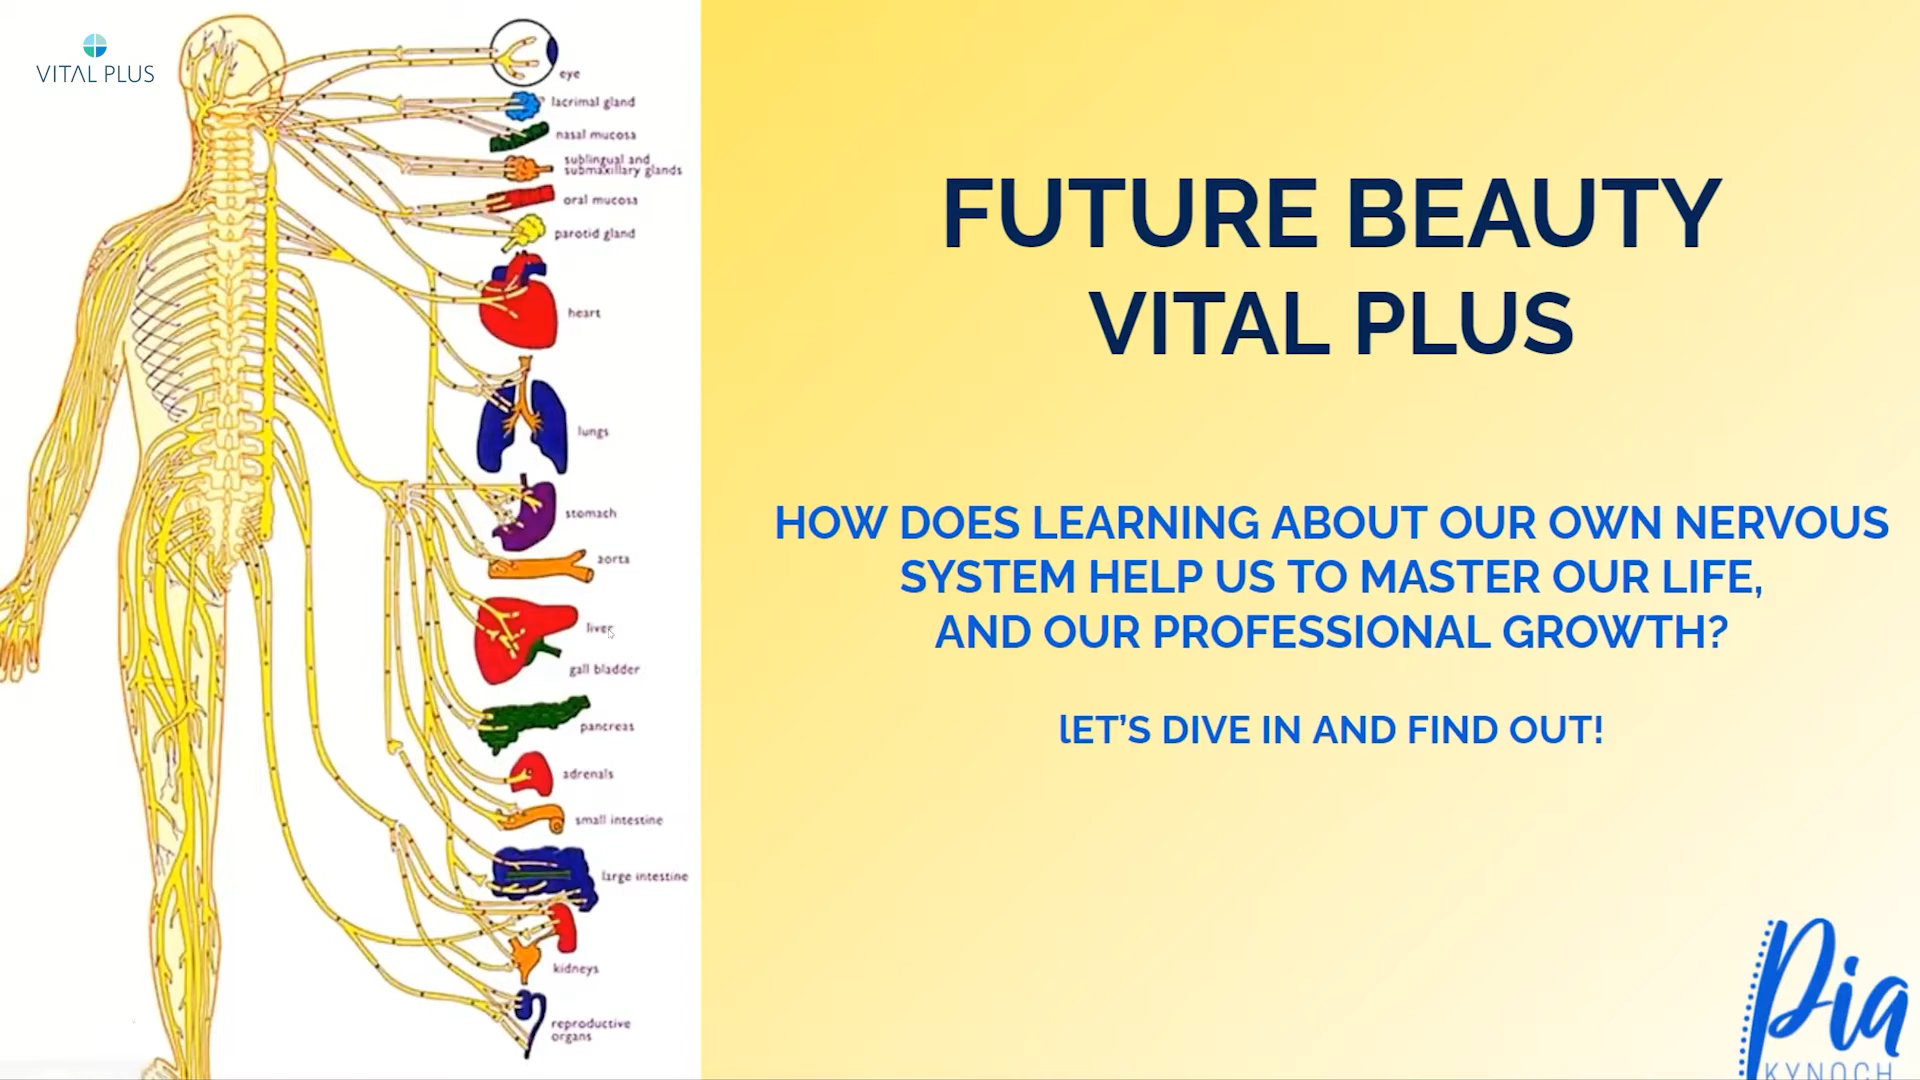 VITAL PLUS
eye
lacrimal gland
nasal mucosa
sublingual and
submaxillary glands
oral mucosa
parotid gland
heart
lungs
stomach
aorta
liver
gall bladder
pancreas
adrenals
small intestine
large intestine
kidneys
reproductive
organs
FUTURE BEAUTY
VITAL PLUS
HOW DOES LEARNING ABOUT OUR OWN NERVOUS
SYSTEM HELP US TO MASTER OUR LIFE,
AND OUR PROFESSIONAL GROWTH?
lET'S DIVE IN AND FIND OUT!
Pia
KYNOCH